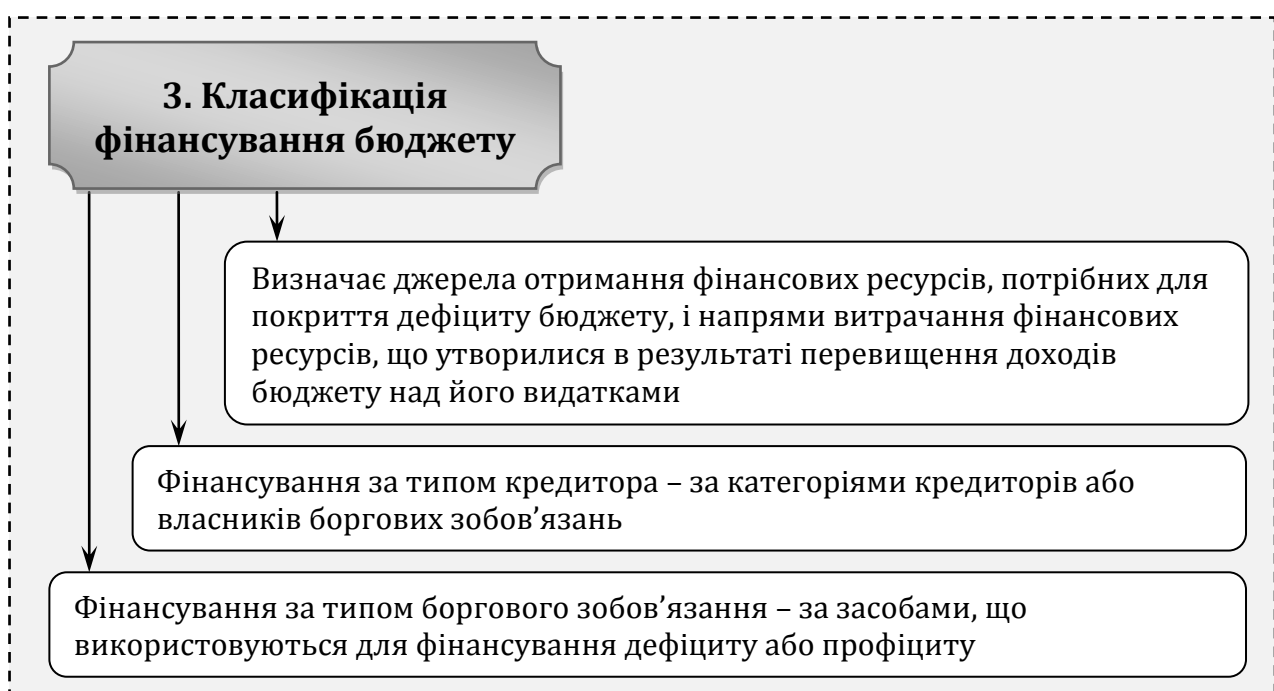 3. Класифікація
фінансування бюджету
Визначає джерела отримання фінансових ресурсів, потрібних для
покриття дефіциту бюджету, і напрями витрачання фінансових
ресурсів, що утворилися в результаті перевищення доходів
бюджету над його видатками
Фінансування за типом кредитора – за категоріями кредиторів або
власників боргових зобов’язань
Фінансування за типом боргового зобов’язання – за засобами, що
використовуються для фінансування дефіциту або профіциту